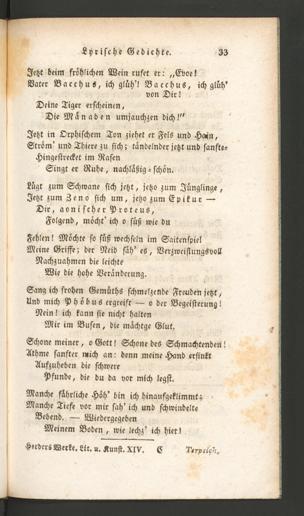 Lyrische Gedichte. 33
Jetzt beim fröhlichen Wein rufet er: „Evoe!
Vater Bacchus, ich glüh'! Bacchus, ich glüh'
von Dir!
Deine Tiger erscheinen,
Die Mänaden umjauchzen dich!"
Jetzt in Orphischem Ton ziehet er Fels und Hain,
Ström' und Thiere zu sich; tändelnder jetzt und sanft-
Hingestrecket im Rasen
Singt er Ruhe, nachläßig-schön.
Lügt zum Schwane sich jetzt, jetzo zum Jünglinge,
Jetzt zum Zeno sich um, jetzo zum Epikur —
Dir, aonischer Proteus,
Folgend, möcht' ich o süß wie du
Fehlen! Möchte so süß wechseln im Saitenspiel
Meine Griffe; der Neid säh' es, Verzweiflungsvoll
Nachzuahmen die leichte
Wie die hohe Veränderung.
Sang ich frohen Gemüths schmelzende Freuden jetzt,
Und mich Phöbus ergreift — o der Begeisterung!
Nein! ich kann sie nicht halten
Mir im Busen, die mächtge Glut.
Schone meiner, o Gott! Schone des Schmachtenden!
Athme sanfter mich an: denn meine Hand ersinkt
Aufzuheben die schwere
Pfunde, die du da vor mich legst.
Manche fährliche Höh' bin ich hinaufgeklimmt;
Manche Tiefe vor mir sah' ich und schwindelte
Bebend. — Wiedergegeben
Meinem Boden, wie lechz' ich hier!
Herders Werke, Lit. u. Kunst. XIV. C Terpsich.